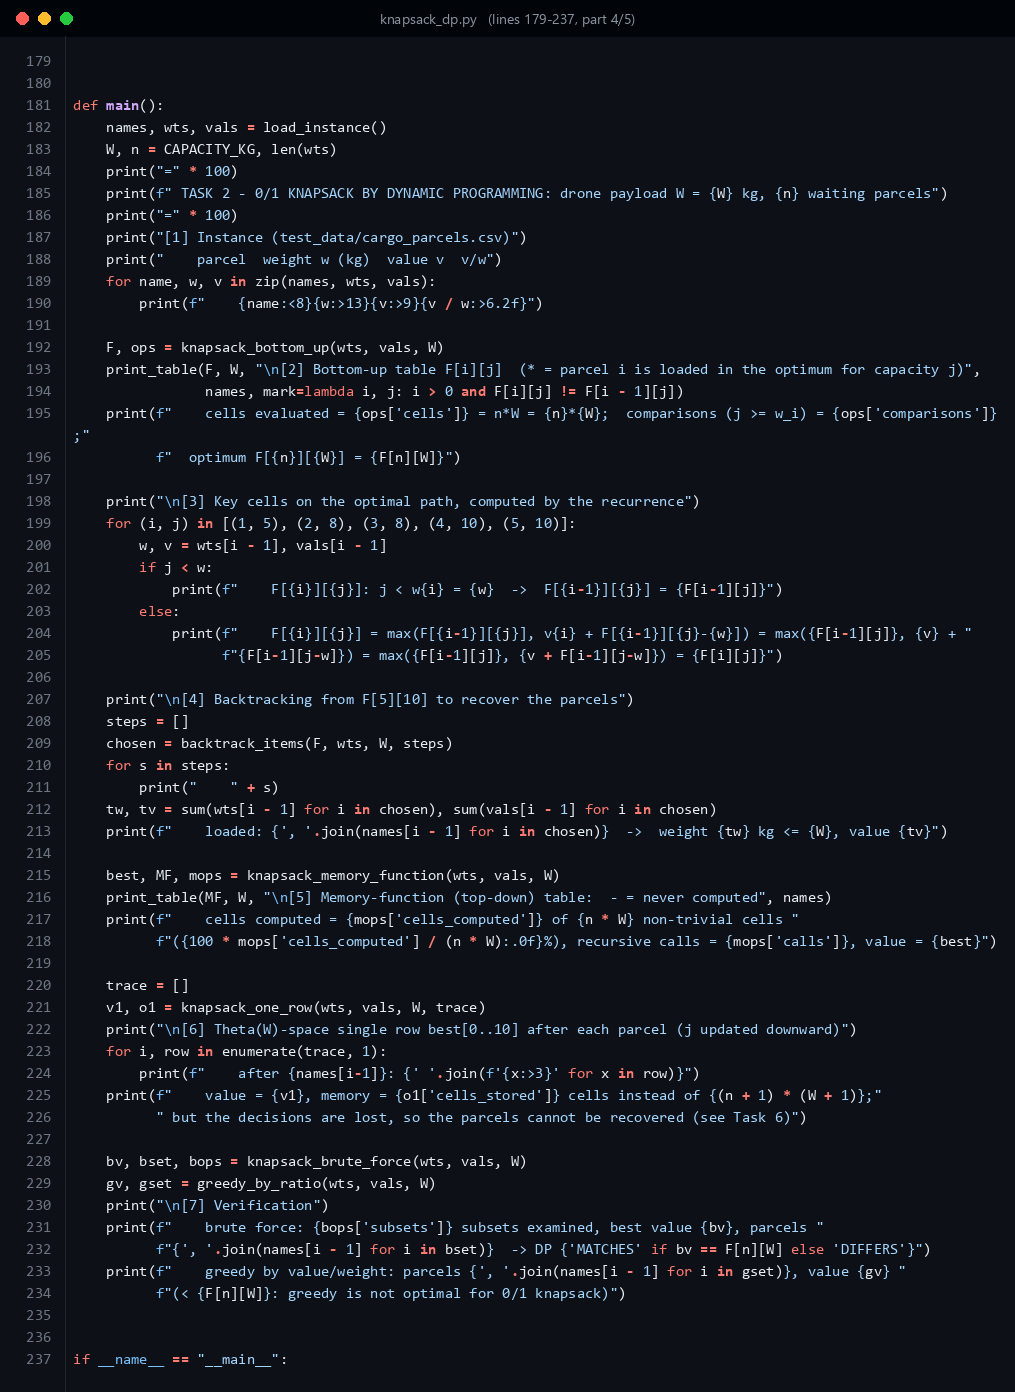 knapsack_dp.py   (lines 179-237, part 4/5)
179
180
181 def main():
182     names, wts, vals = load_instance()
183     W, n = CAPACITY_KG, len(wts)
184     print("=" * 100)
185     print(f" TASK 2 - 0/1 KNAPSACK BY DYNAMIC PROGRAMMING: drone payload W = {W} kg, {n} waiting parcels")
186     print("=" * 100)
187     print("[1] Instance (test_data/cargo_parcels.csv)")
188     print("    parcel  weight w (kg)  value v  v/w")
189     for name, w, v in zip(names, wts, vals):
190         print(f"    {name:<8}{w:>13}{v:>9}{v / w:>6.2f}")
191
192     F, ops = knapsack_bottom_up(wts, vals, W)
193     print_table(F, W, "\n[2] Bottom-up table F[i][j]  (* = parcel i is loaded in the optimum for capacity j)",
194                 names, mark=lambda i, j: i > 0 and F[i][j] != F[i - 1][j])
195     print(f"    cells evaluated = {ops['cells']} = n*W = {n}*{W};  comparisons (j >= w_i) = {ops['comparisons']}
;"
196           f"  optimum F[{n}][{W}] = {F[n][W]}")
197
198     print("\n[3] Key cells on the optimal path, computed by the recurrence")
199     for (i, j) in [(1, 5), (2, 8), (3, 8), (4, 10), (5, 10)]:
200         w, v = wts[i - 1], vals[i - 1]
201         if j < w:
202             print(f"    F[{i}][{j}]: j < w{i} = {w}  ->  F[{i-1}][{j}] = {F[i-1][j]}")
203         else:
204             print(f"    F[{i}][{j}] = max(F[{i-1}][{j}], v{i} + F[{i-1}][{j}-{w}]) = max({F[i-1][j]}, {v} + "
205                   f"{F[i-1][j-w]}) = max({F[i-1][j]}, {v + F[i-1][j-w]}) = {F[i][j]}")
206
207     print("\n[4] Backtracking from F[5][10] to recover the parcels")
208     steps = []
209     chosen = backtrack_items(F, wts, W, steps)
210     for s in steps:
211         print("    " + s)
212     tw, tv = sum(wts[i - 1] for i in chosen), sum(vals[i - 1] for i in chosen)
213     print(f"    loaded: {', '.join(names[i - 1] for i in chosen)}  ->  weight {tw} kg <= {W}, value {tv}")
214
215     best, MF, mops = knapsack_memory_function(wts, vals, W)
216     print_table(MF, W, "\n[5] Memory-function (top-down) table:  - = never computed", names)
217     print(f"    cells computed = {mops['cells_computed']} of {n * W} non-trivial cells "
218           f"({100 * mops['cells_computed'] / (n * W):.0f}%), recursive calls = {mops['calls']}, value = {best}")
219
220     trace = []
221     v1, o1 = knapsack_one_row(wts, vals, W, trace)
222     print("\n[6] Theta(W)-space single row best[0..10] after each parcel (j updated downward)")
223     for i, row in enumerate(trace, 1):
224         print(f"    after {names[i-1]}: {' '.join(f'{x:>3}' for x in row)}")
225     print(f"    value = {v1}, memory = {o1['cells_stored']} cells instead of {(n + 1) * (W + 1)};"
226           " but the decisions are lost, so the parcels cannot be recovered (see Task 6)")
227
228     bv, bset, bops = knapsack_brute_force(wts, vals, W)
229     gv, gset = greedy_by_ratio(wts, vals, W)
230     print("\n[7] Verification")
231     print(f"    brute force: {bops['subsets']} subsets examined, best value {bv}, parcels "
232           f"{', '.join(names[i - 1] for i in bset)}  -> DP {'MATCHES' if bv == F[n][W] else 'DIFFERS'}")
233     print(f"    greedy by value/weight: parcels {', '.join(names[i - 1] for i in gset)}, value {gv} "
234           f"(< {F[n][W]}: greedy is not optimal for 0/1 knapsack)")
235
236
237 if __name__ == "__main__":